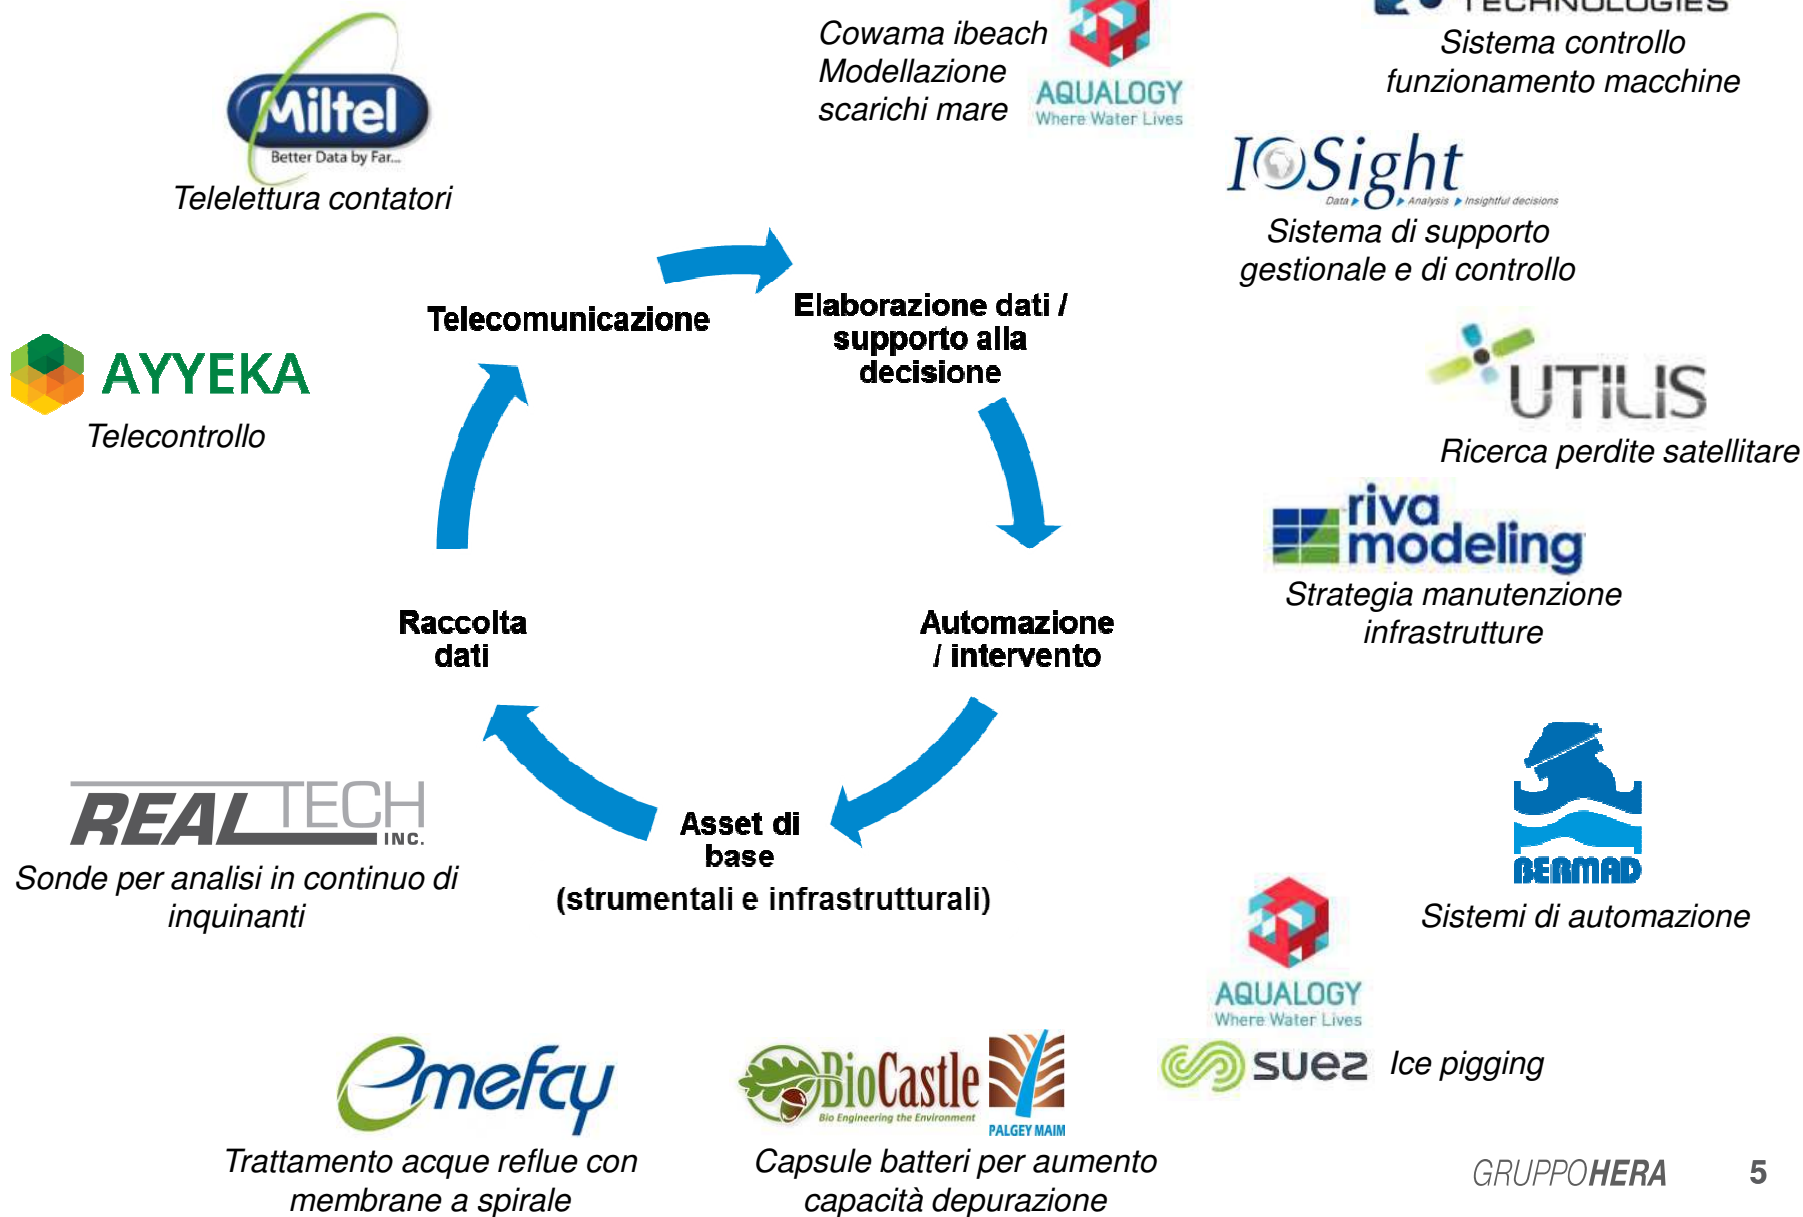 Cowama ibeach
Modellazione
scarichi mare
AQUALOGY
Where Water Lives
TECHNOLOGIES
Sistema controllo
funzionamento macchine
Miltel
Better Data by Far...
Telelettura contatori
IOSight
Data Analysis Insightful decisions
Sistema di supporto
gestionale e di controllo
Telecomunicazione
Elaborazione dati /
supporto alla
decisione
AYYEKA
Telecontrollo
UTILIS
Ricerca perdite satellitare
riva
modeling
Strategia manutenzione
infrastrutture
Raccolta
dati
Automazione
/ intervento
REALTECH
INC.
Sonde per analisi in continuo di
inquinanti
Asset di
base
(strumentali e infrastrutturali)
BERMAD
Sistemi di automazione
AQUALOGY
Where Water Lives
suez Ice pigging
emefcy
Trattamento acque reflue con
membrane a spirale
BioCastle
Bio Engineering the Environment
PALGEY MAIM
Capsule batteri per aumento
capacità depurazione
GRUPPOHERA 5